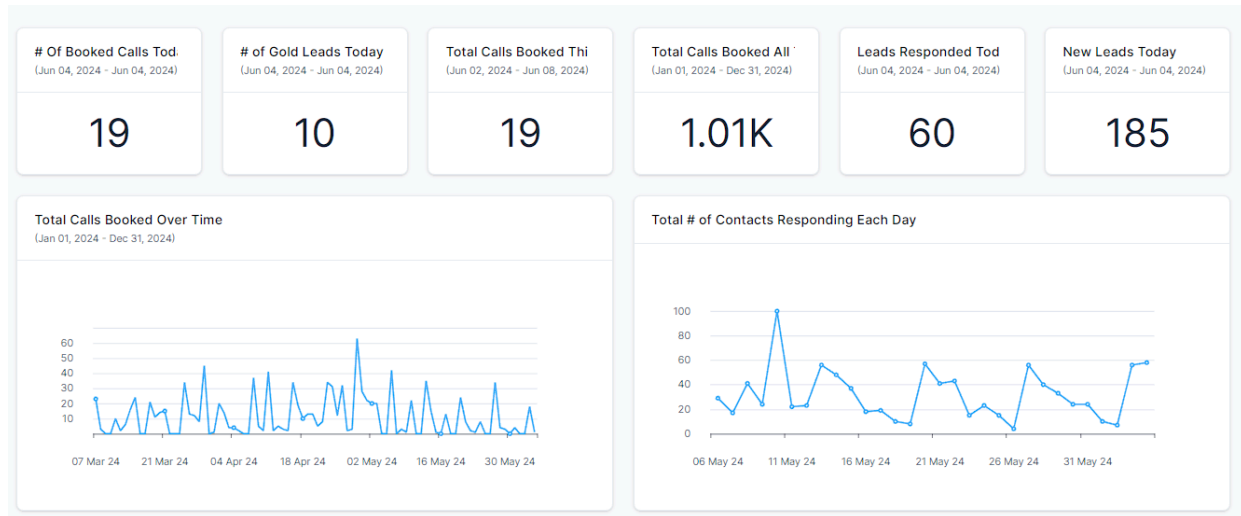 # Of Booked Calls Tod
(Jun 04, 2024 - Jun 04, 2024)
19
# of Gold Leads Today
(Jun 04, 2024 - Jun 04, 2024)
10
Total Calls Booked Thi
(Jun 02, 2024 - Jun 08, 2024)
19
Total Calls Booked All
(Jan 01, 2024 - Dec 31, 2024)
1.01K
Leads Responded Tod
(Jun 04, 2024 - Jun 04, 2024)
60
New Leads Today
(Jun 04, 2024 - Jun 04, 2024)
185
Total Calls Booked Over Time
(Jan 01, 2024 - Dec 31, 2024)
60
50
40
30
20
10
07 Mar 24 21 Mar 24 04 Apr 24 18 Apr 24 02 May 24 16 May 24 30 May 24
Total # of Contacts Responding Each Day
100
80
60
40
20
0
06 May 24 11 May 24 16 May 24 21 May 24 26 May 24 31 May 24